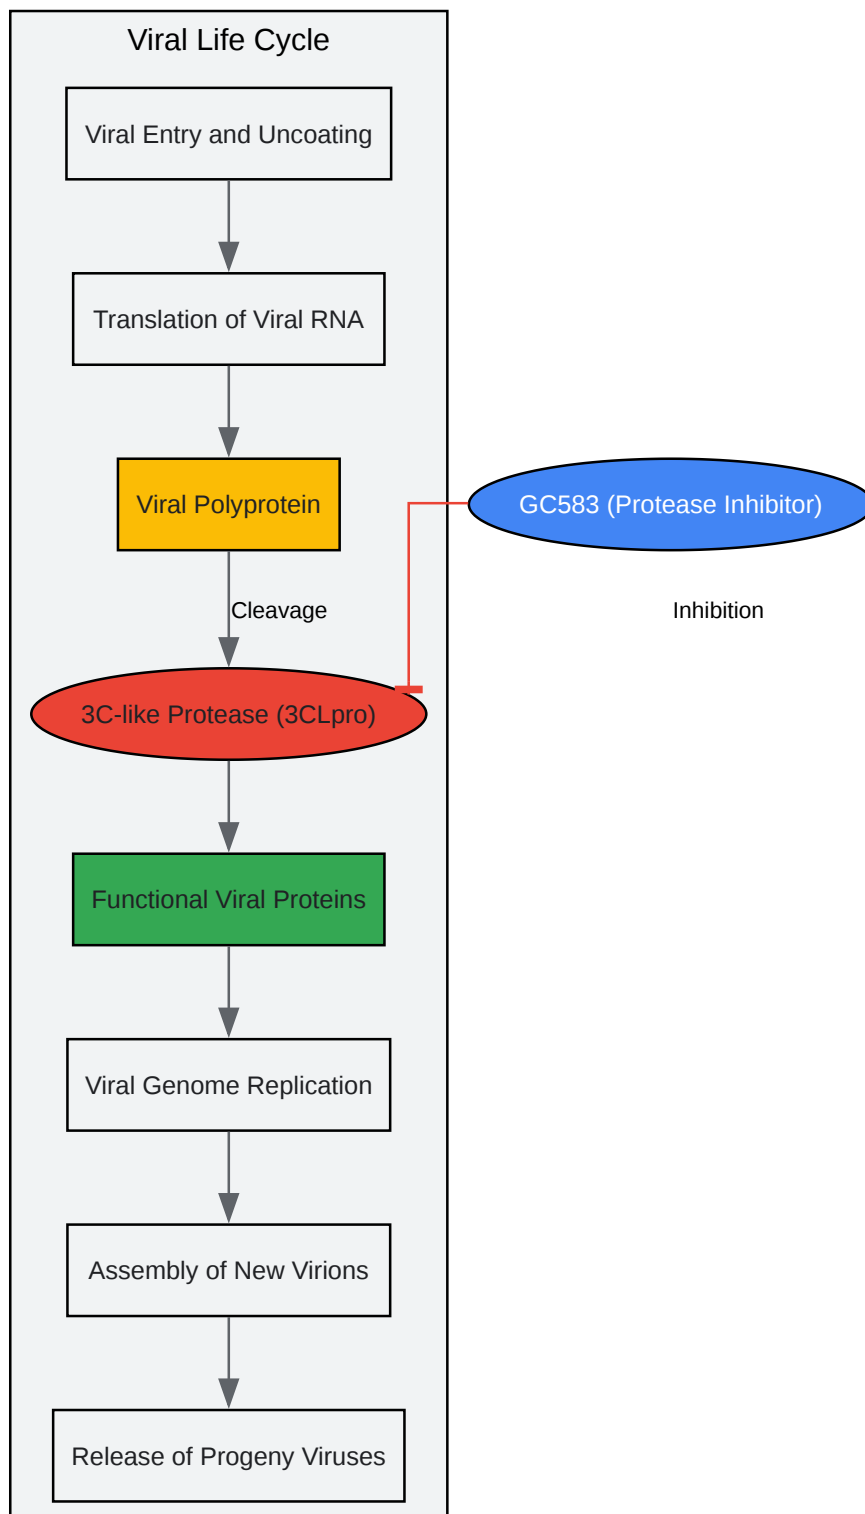 Viral Life Cycle
Viral Entry and Uncoating
Translation of Viral RNA
Viral Polyprotein
GC583 (Protease Inhibitor)
Cleavage
Inhibition
3C-like Protease (3CLpro)
Functional Viral Proteins
Viral Genome Replication
Assembly of New Virions
Release of Progeny Viruses